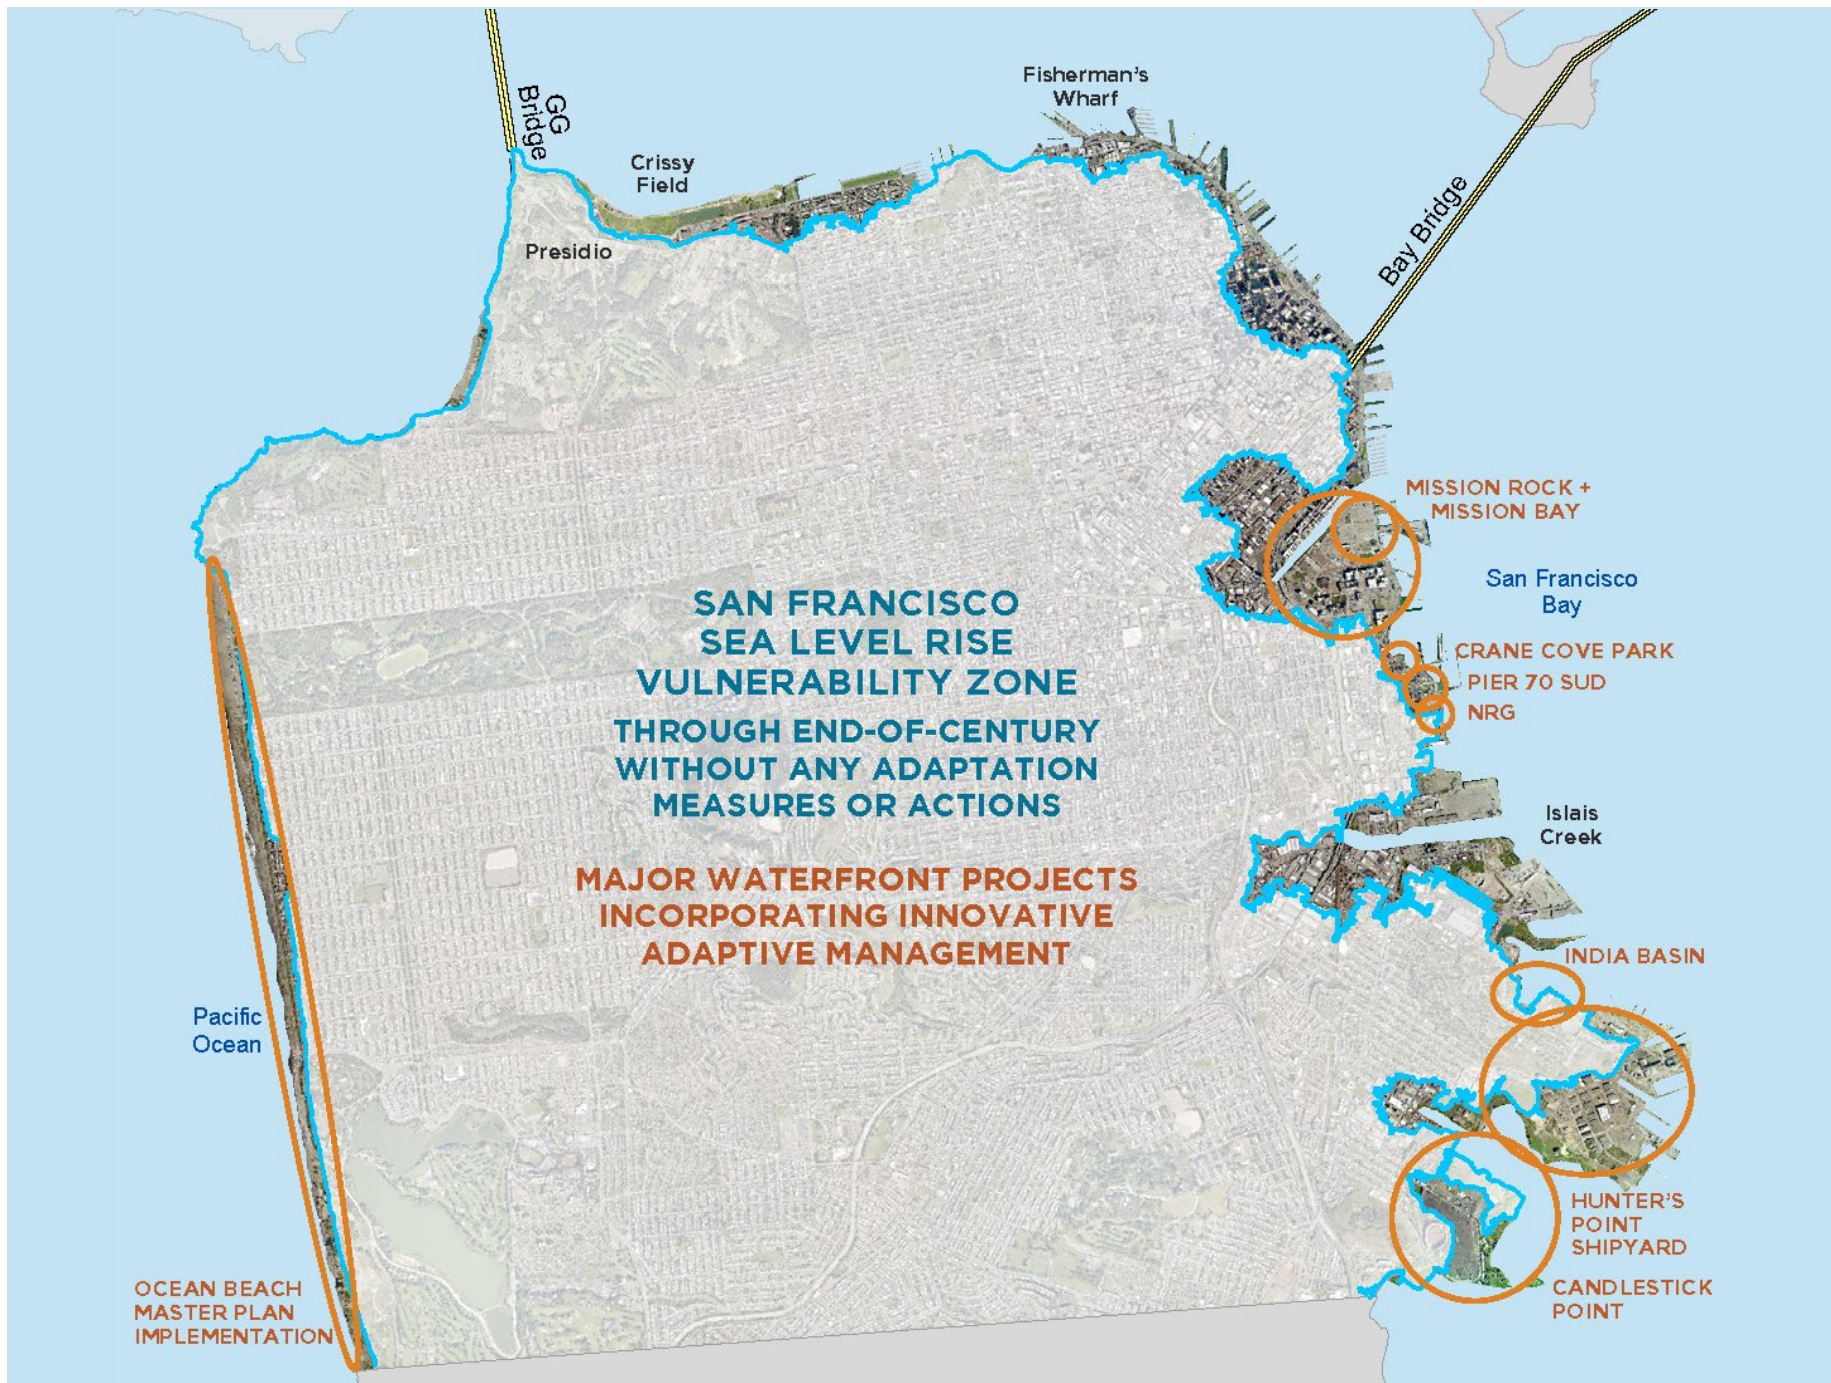 GG
Bridge
Fisherman's
Wharf
Crissy
Field
Presidio
Bay Bridge
MISSION ROCK +
MISSION BAY
San Francisco
Bay
SAN FRANCISCO
SEA LEVEL RISE
VULNERABILITY ZONE
THROUGH END-OF-CENTURY
WITHOUT ANY ADAPTATION
MEASURES OR ACTIONS
CRANE COVE PARK
PIER 70 SUD
NRG
Islais
Creek
MAJOR WATERFRONT PROJECTS
INCORPORATING INNOVATIVE
ADAPTIVE MANAGEMENT
INDIA BASIN
Pacific
Ocean
HUNTER'S
POINT
SHIPYARD
CANDLESTICK
POINT
OCEAN BEACH
MASTER PLAN
IMPLEMENTATION